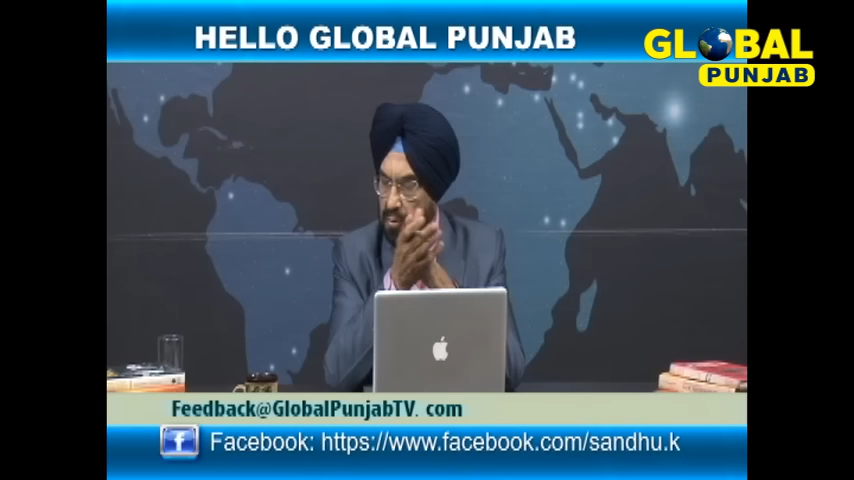 HELLO GLOBAL PUNJAB
GLOBAL
PUNJAB
Feedback@GlobalPunjabTV. com
Facebook: https://www.facebook.com/sandhu.k